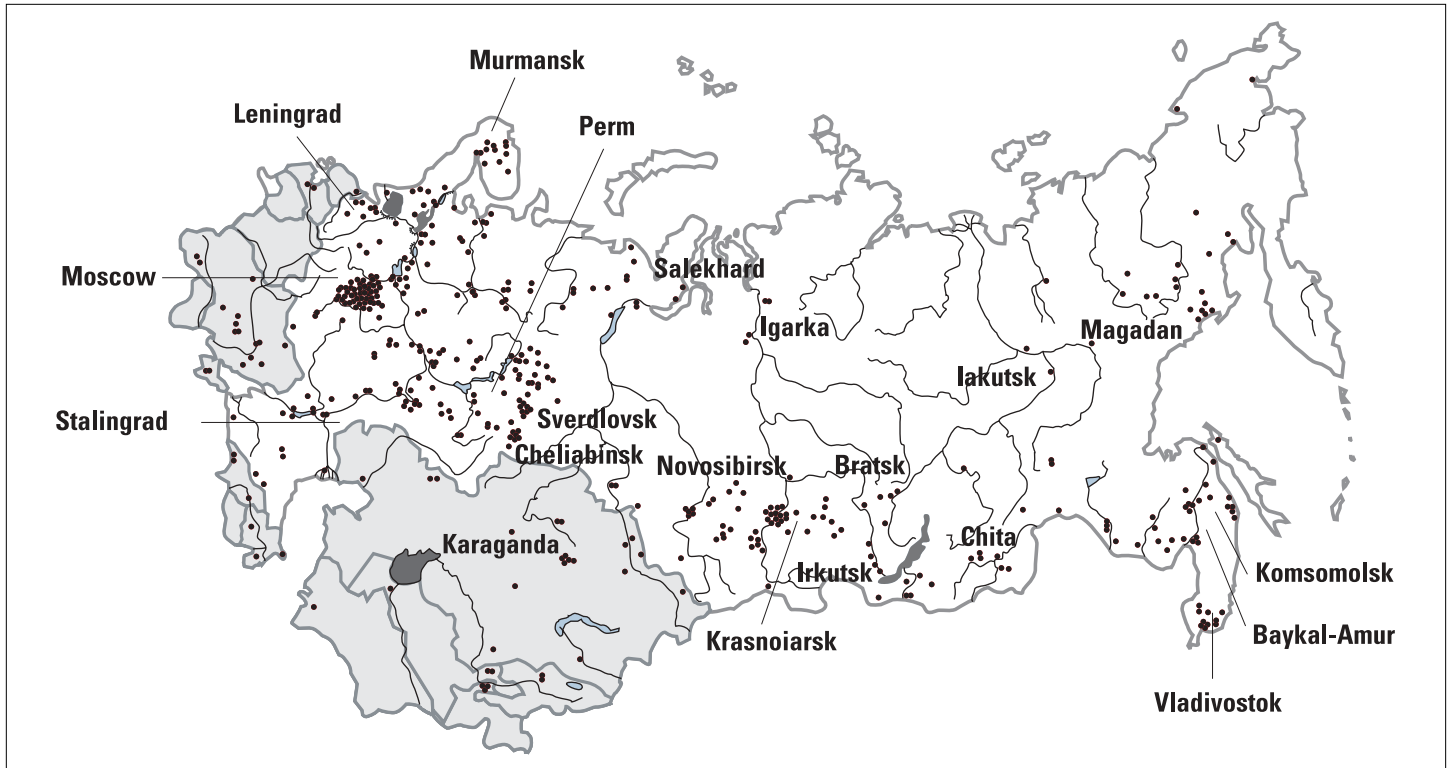 Murmansk
Leningrad
Perm
Moscow
Salekhard
Igarka
Magadan
Iakutsk
Stalingrad
Sverdlovsk
Cheliabinsk
Novosibirsk
Bratsk
Karaganda
Chita
Irkutsk
Komsomolsk
Krasnoiarsk
Baykal-Amur
Vladivostok